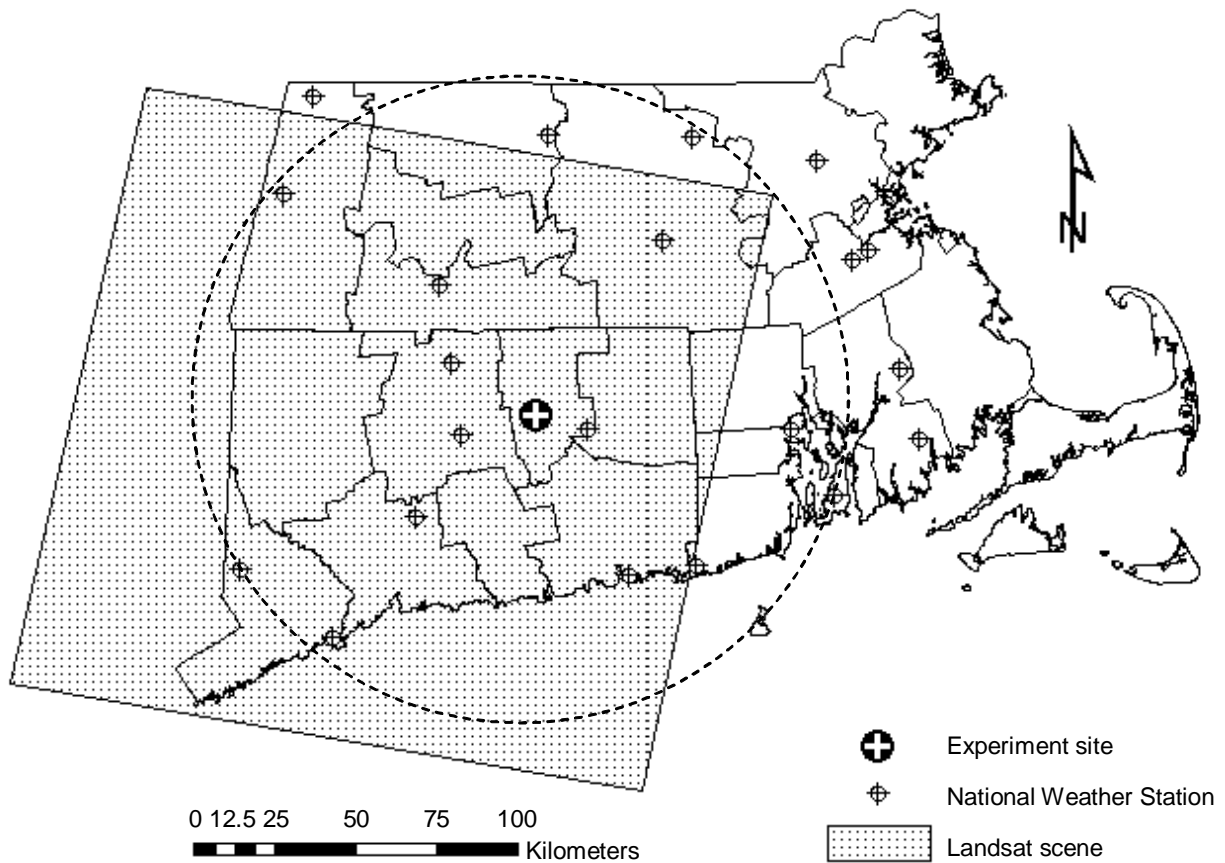 N
Experiment site
National Weather Station
Landsat scene
0 12.5 25 50 75 100
Kilometers